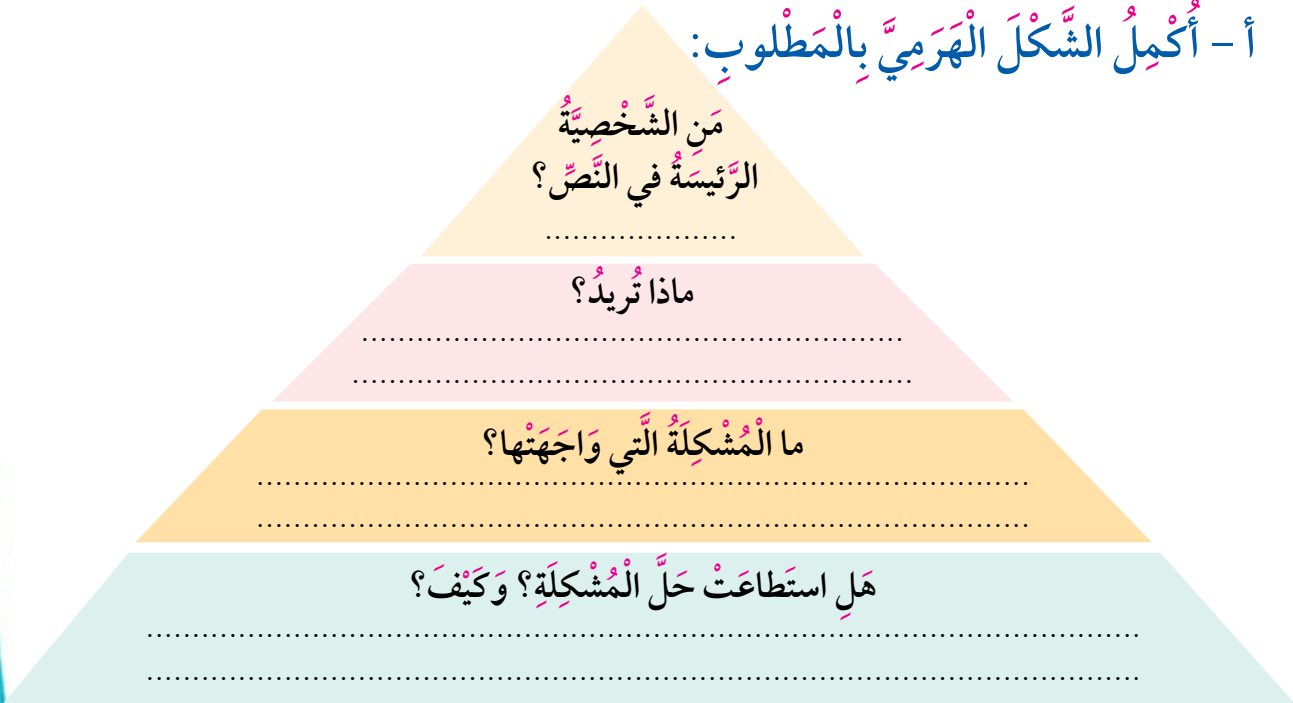 أ – أُكْمِلُ الشَّكْلَ الْهَرَمِيَّ بِالْمَطْلوبِ:
مَنِ الشَّخْصِيَّةُ
الرَّئيسَةُ في النَّصِّ؟
.....................
ماذا تُريدُ؟
............................................................
..............................................................
ما الْمُشْكِلَةُ الَّتي وَاجَهَتْها؟
.....................................................................................
.....................................................................................
هَلِ استَطاعَتْ حَلَّ الْمُشْكِلَةِ؟ وَكَيْفَ؟
..............................................................................................................
..............................................................................................................